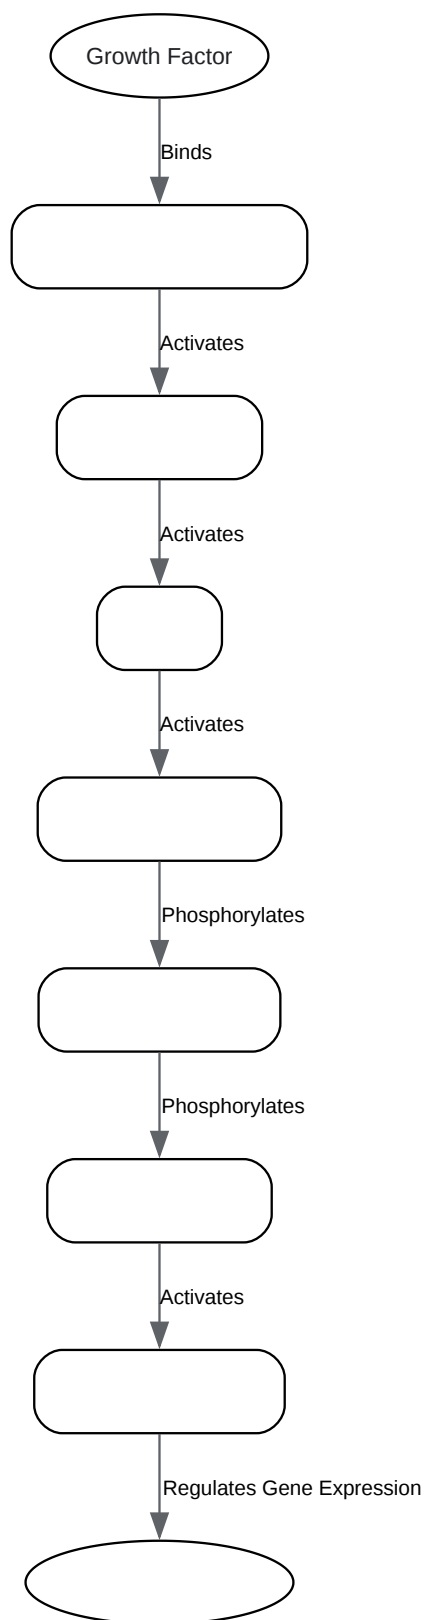 Growth Factor
Binds
Activates
Activates
Activates
Phosphorylates
Phosphorylates
Activates
Regulates Gene Expression